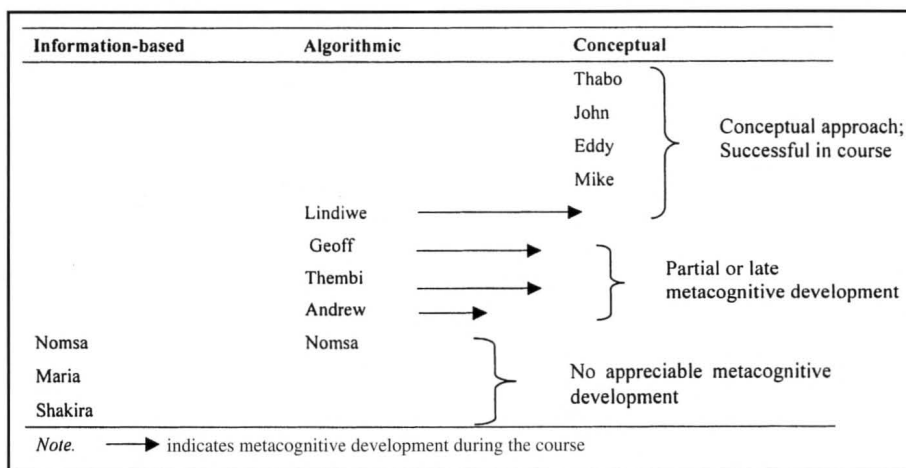 Information-based Algorithmic Conceptual
Thabo
John
Eddy
Mike
Conceptual approach;
Successful in course
Lindiwe
Geoff
Thembi
Andrew
Partial or late
metacognitive development
Nomsa Nomsa
Maria
Shakira
No appreciable metacognitive
development
Note. indicates metacognitive development during the course